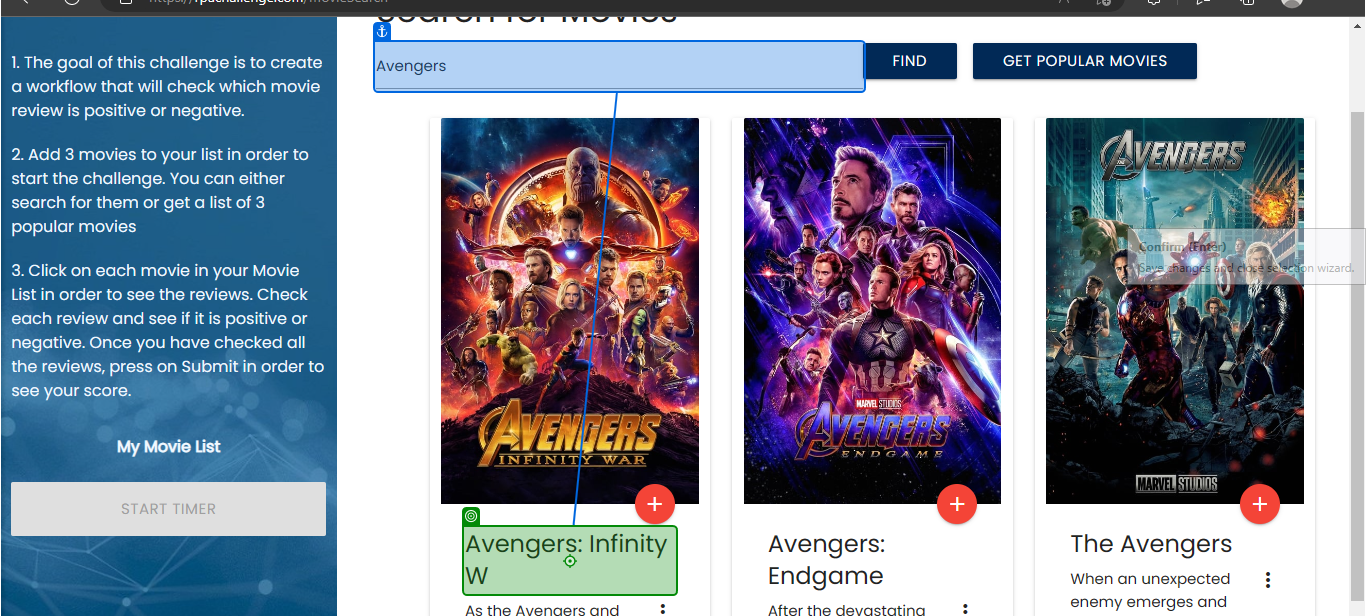 Search for Movies
1. The goal of this challenge is to create
a workflow that will check which movie
review is positive or negative.
2. Add 3 movies to your list in order to
start the challenge. You can either
search for them or get a list of 3
popular movies
3. Click on each movie in your Movie
List in order to see the reviews. Check
each review and see if it is positive or
negative. Once you have checked all
the reviews, press on Submit in order to
see your score.
My Movie List
START TIMER
Avengers
FIND
GET POPULAR MOVIES
AVENGERS
INFINITY WAR
Avengers: Infinity
W
As the Avengers and
MARVEL STUDIOS
AVENGERS
ENDGAME
Avengers:
Endgame
After the devastating
AVENGERS
MARVEL STUDIOS
Confirm (Enter)
Save changes and close selection wizard.
The Avengers
When an unexpected
enemy emerges and